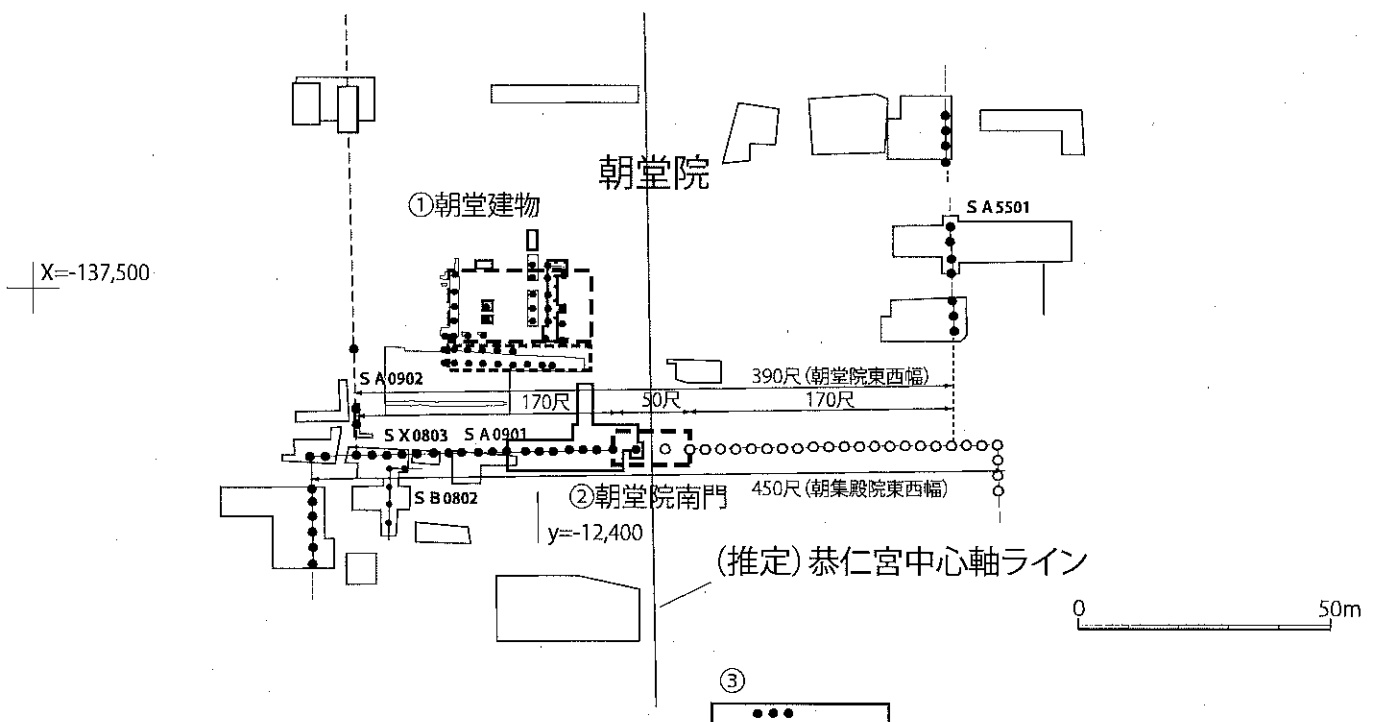 朝堂院
①朝堂建物
S A 5501
X=-137,500
S A 0902
390尺(朝堂院東西幅)
170尺
50尺
170尺
S X 0803
S A 0901
S B 0802
②朝堂院南門
450尺(朝集殿院東西幅)
y=-12,400
(推定)恭仁宮中心軸ライン
0
50m
③